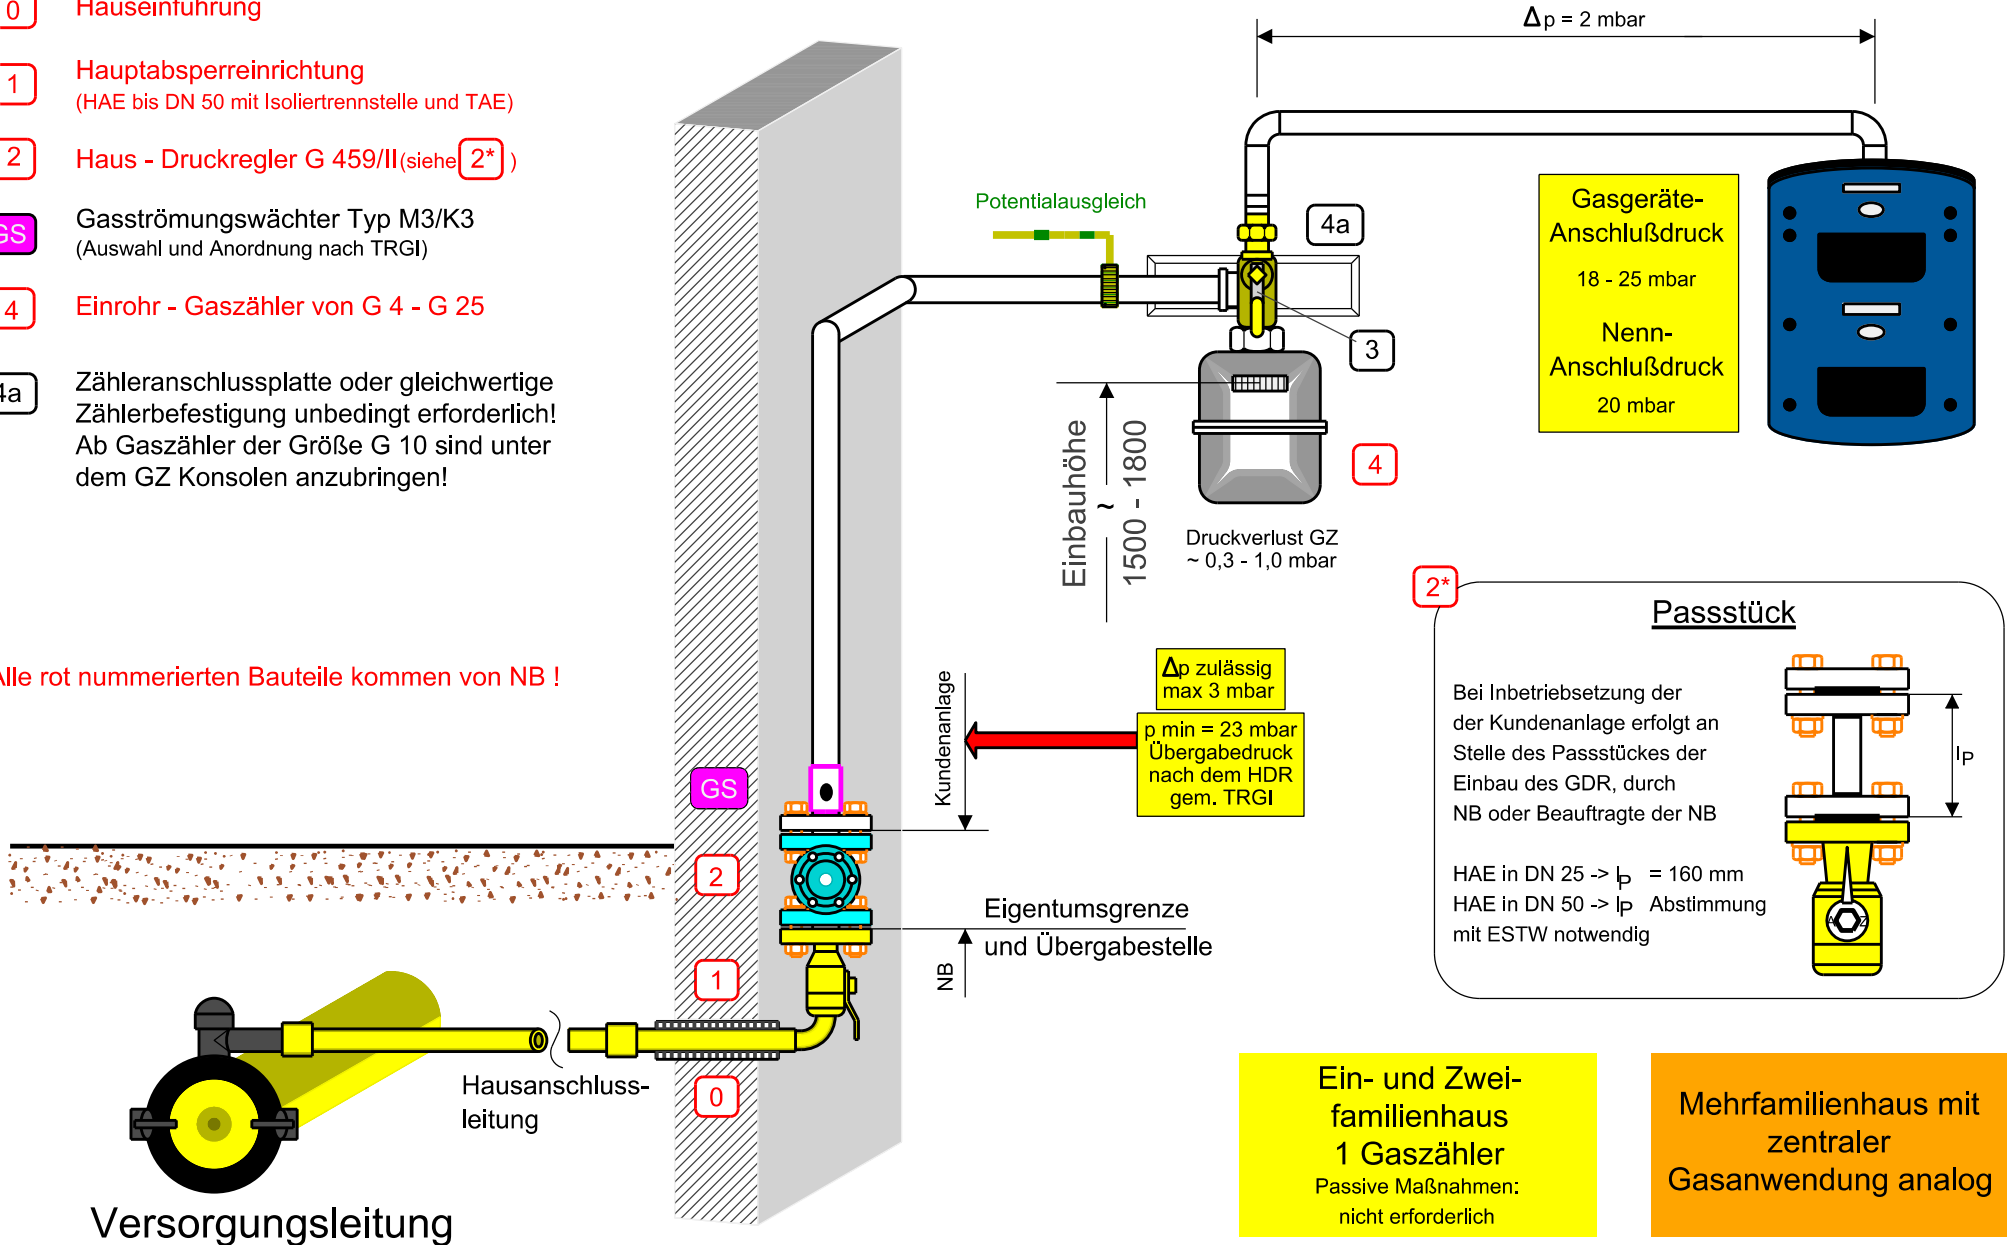 0
Hauseinführung
1
Hauptabsperreinrichtung
(HAE bis DN 50 mit Isoliertrennstelle und TAE)
2
Haus - Druckregler G 459/II (siehe 2* )
GS
Gasströmungswächter Typ M3/K3
(Auswahl und Anordnung nach TRGI)
4
Einrohr - Gaszähler von G 4 - G 25
4a
Zähleranschlussplatte oder gleichwertige
Zählerbefestigung unbedingt erforderlich!
Ab Gaszähler der Größe G 10 sind unter
dem GZ Konsolen anzubringen!
Alle rot nummerierten Bauteile kommen von NB !
Δp = 2 mbar
Potentialausgleich
4a
3
4
Gasgeräte-
Anschlußdruck
18 - 25 mbar
Nenn-
Anschlußdruck
20 mbar
Einbauhöhe
~
1500 - 1800
Druckverlust GZ
~ 0,3 - 1,0 mbar
Kundenanlage
Δp zulässig
max 3 mbar
p min = 23 mbar
Übergabedruck
nach dem HDR
gem. TRGI
GS
2
1
0
Eigentumsgrenze
und Übergabestelle
NB
2*
Passstück
Bei Inbetriebsetzung der
der Kundenanlage erfolgt an
Stelle des Passstückes der
Einbau des GDR, durch
NB oder Beauftragte der NB
HAE in DN 25 -> lP = 160 mm
HAE in DN 50 -> lP Abstimmung
mit ESTW notwendig
lP
Hausanschluss-
leitung
Versorgungsleitung
Ein- und Zwei-
familienhaus
1 Gaszähler
Passive Maßnahmen:
nicht erforderlich
Mehrfamilienhaus mit
zentraler
Gasanwendung analog